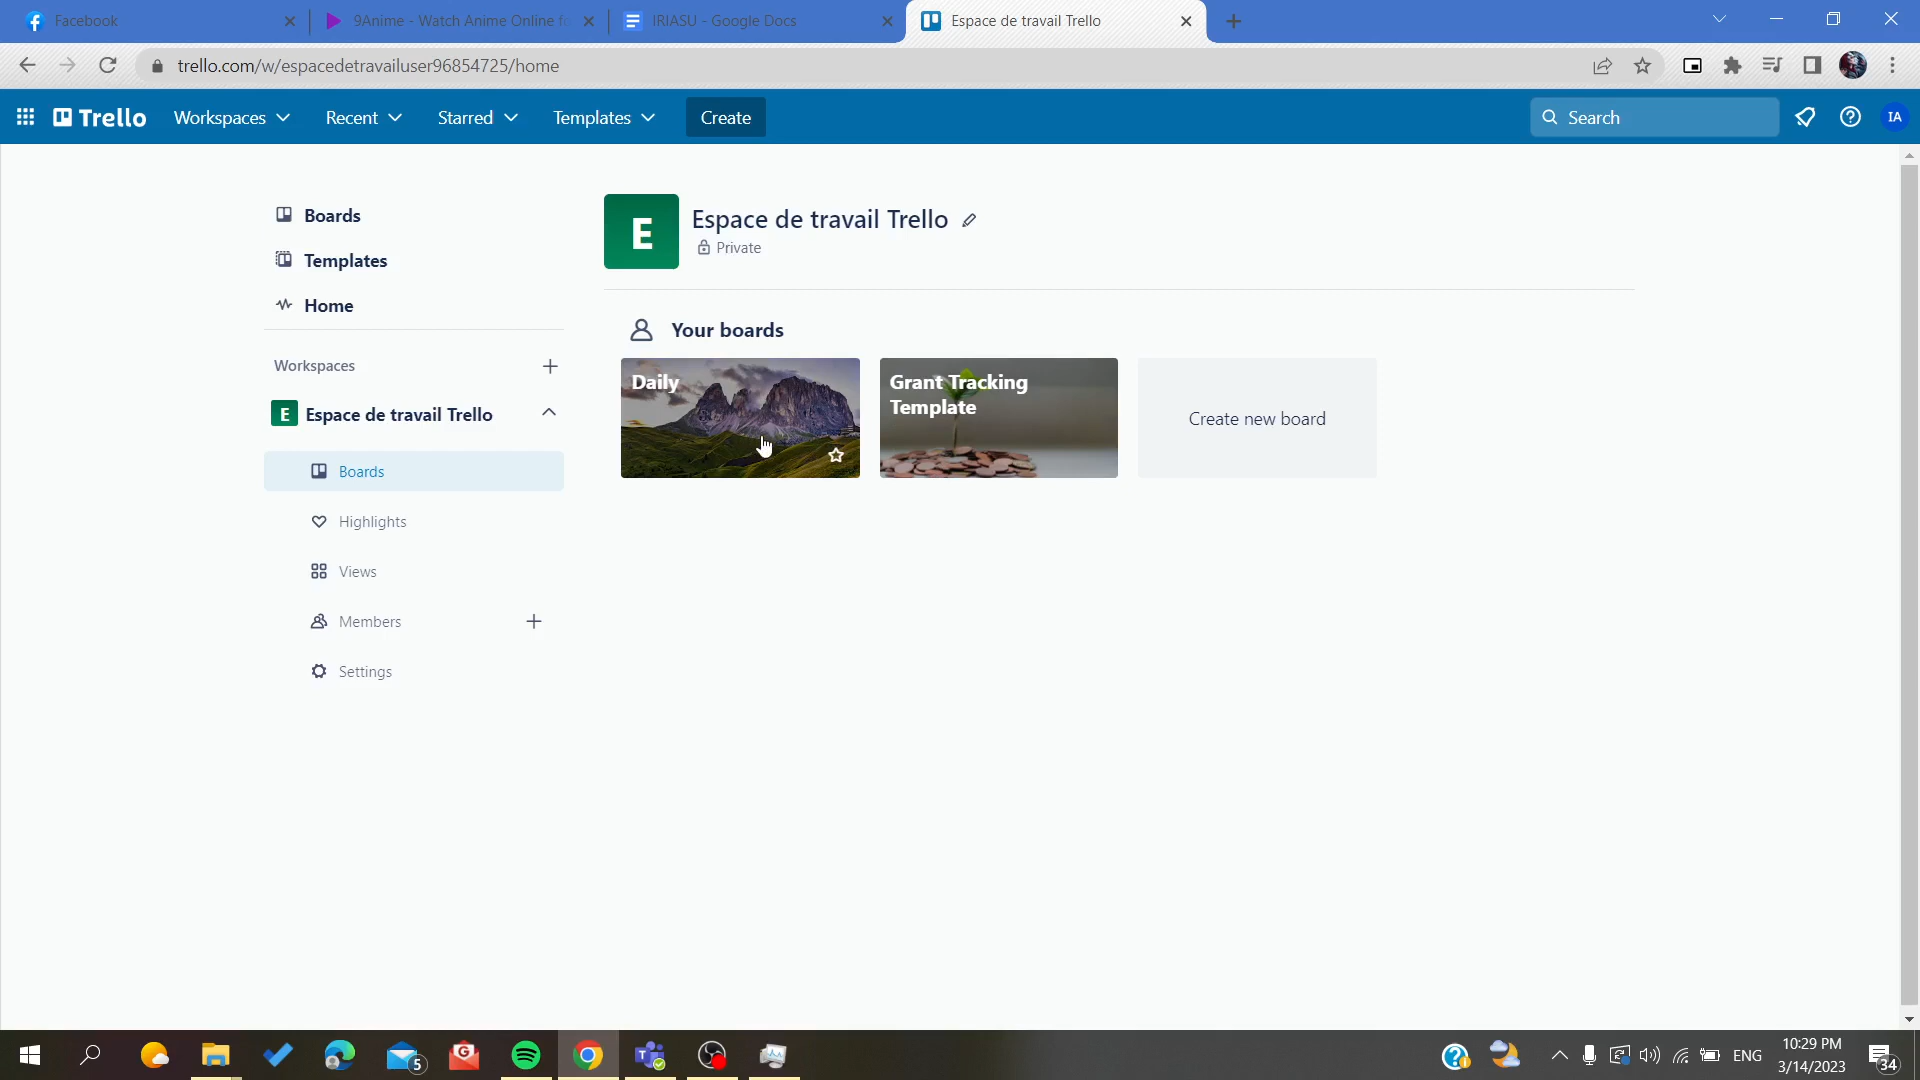 Facebook
9Anime - Watch Anime Online fo
IRIASU - Google Docs
Espace de travail Trello
trello.com/w/espacedetravailuser96854725/home
Trello
Workspaces
Recent
Starred
Templates
Create
Search
IA
Boards
Templates
Home
Workspaces
E Espace de travail Trello
Boards
Highlights
Views
Members
Settings
E
Espace de travail Trello
Private
Your boards
Daily
Grant Tracking
Template
Create new board
5
G
ENG
10:29 PM
3/14/2023
34